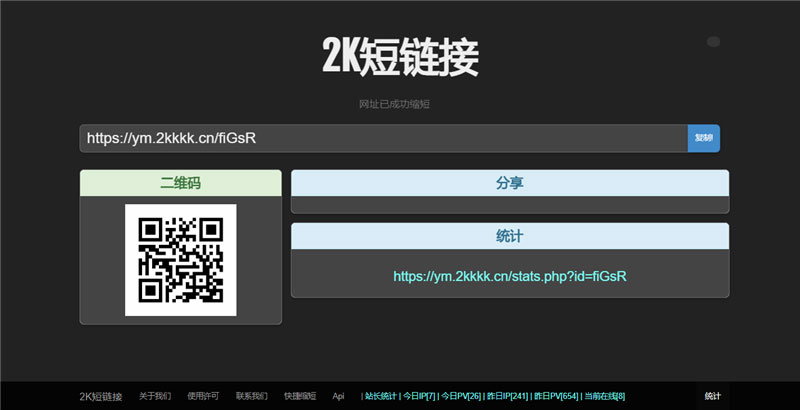 2K短链接
网址已成功缩短
https://ym.2kkkk.cn/fiGsR 复制!
二维码
分享
统计
https://ym.2kkkk.cn/stats.php?id=fiGsR
2K短链接 关于我们 使用许可 联系我们 快捷缩短 Api | 站长统计 | 今日IP[7] | 今日PV[26] | 昨日IP[241] | 昨日PV[654] | 当前在线[8] 统计